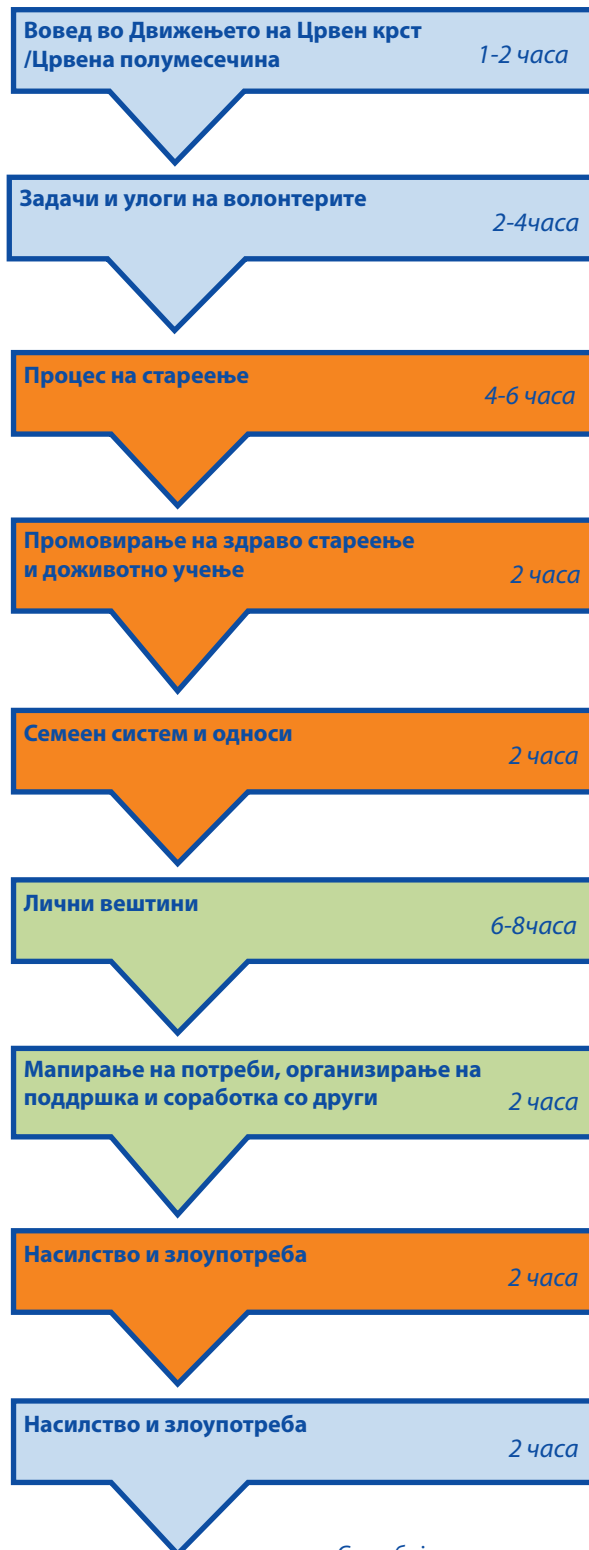 Вовед во Движењето на Црвен крст
/Црвена полумесечина
1-2 часа
Задачи и улоги на волонтерите
2-4часа
Процес на стареење
4-6 часа
Промовирање на здраво стареење
и доживотно учење
2 часа
Семеен систем и односи
2 часа
Лични вештини
6-8часа
Мапирање на потреби, организирање на
поддршка и соработка со други
2 часа
Насилство и злоупотреба
2 часа
Насилство и злоупотреба
2 часа